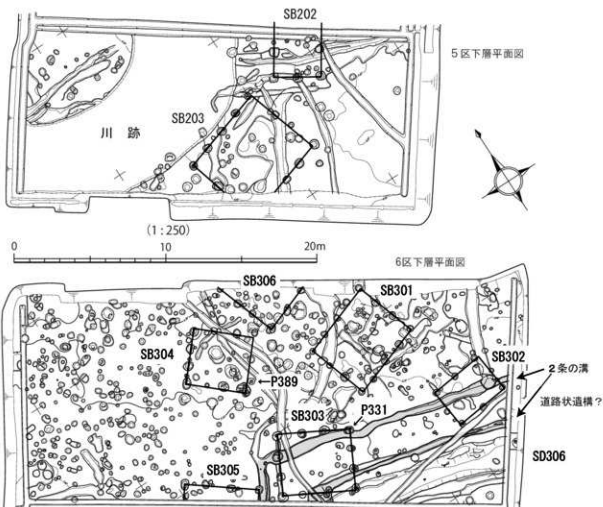 SB202
5区下層平面図
SB203
川 跡
(1:250)
0 10 20m
6区下層平面図
SB306
SB301
SB304
SB302
P389
2条の溝
SB303
P331
道路状遺構?
SB305
SD306